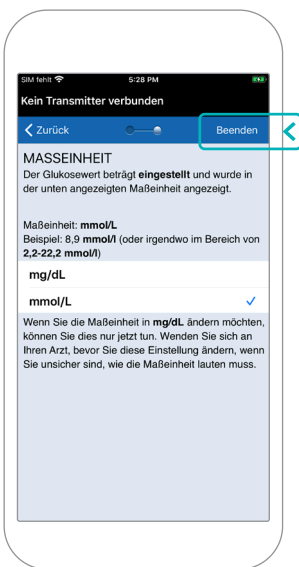 SIM fehlt 5:28 PM
Kein Transmitter verbunden
Zurück Beenden
MASSEINHEIT
Der Glukosewert beträgt eingestellt und wurde in
der unten angezeigten Maßeinheit angezeigt.
Maßeinheit: mmol/L
Beispiel: 8,9 mmol/l (oder irgendwo im Bereich von
2,2-22,2 mmol/l)
mg/dL
mmol/L
Wenn Sie die Maßeinheit in mg/dL ändern möchten,
können Sie dies nur jetzt tun. Wenden Sie sich an
Ihren Arzt, bevor Sie diese Einstellung ändern, wenn
Sie unsicher sind, wie die Maßeinheit lauten muss.